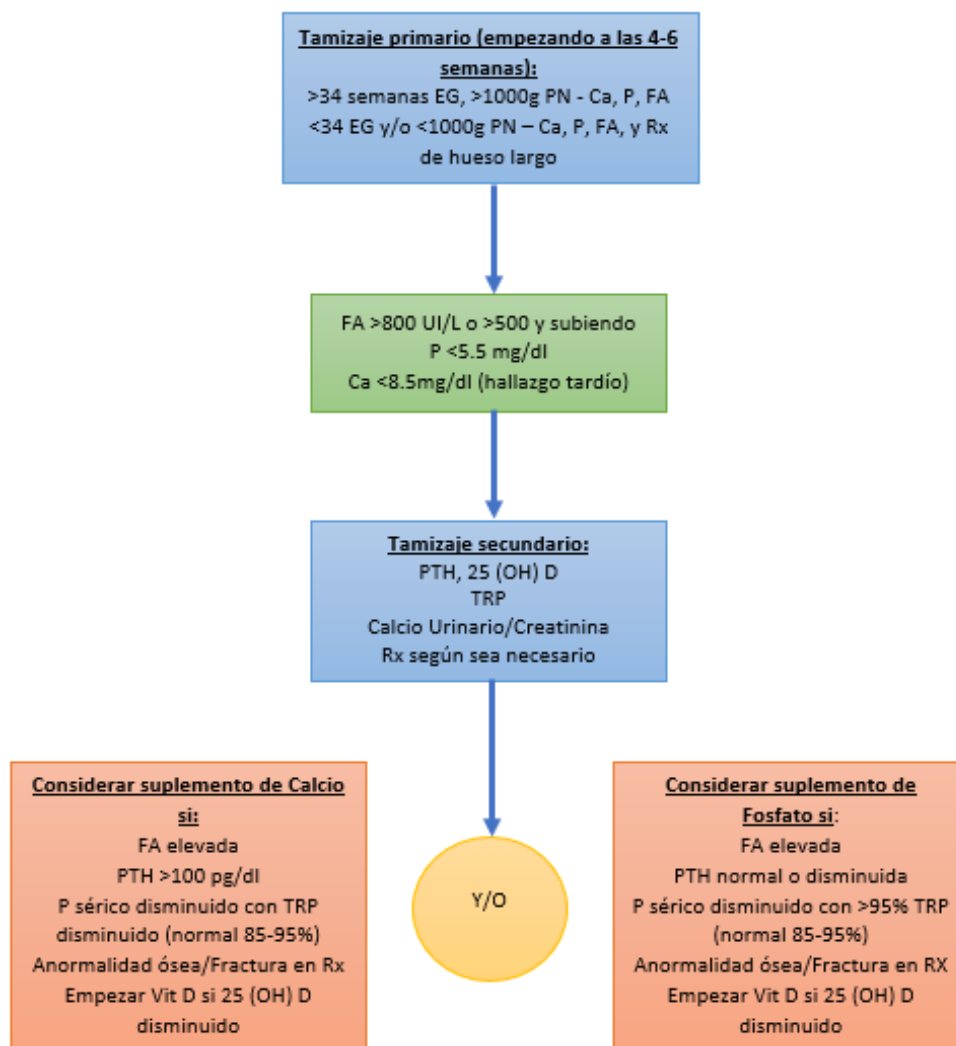 Tamizaje primario (empezando a las 4-6
semanas):
>34 semanas EG, >1000g PN - Ca, P, FA
<34 EG y/o <1000g PN – Ca, P, FA, y Rx
de hueso largo
FA >800 UI/L o >500 y subiendo
P <5.5 mg/dl
Ca <8.5mg/dl (hallazgo tardío)
Tamizaje secundario:
PTH, 25 (OH) D
TRP
Calcio Urinario/Creatinina
Rx según sea necesario
Considerar suplemento de Calcio
si:
FA elevada
PTH >100 pg/dl
P sérico disminuido con TRP
disminuido (normal 85-95%)
Anormalidad ósea/Fractura en Rx
Empezar Vit D si 25 (OH) D
disminuido
Y/O
Considerar suplemento de
Fosfato si:
FA elevada
PTH normal o disminuida
P sérico disminuido con >95% TRP
(normal 85-95%)
Anormalidad ósea/Fractura en RX
Empezar Vit D si 25 (OH) D
disminuido